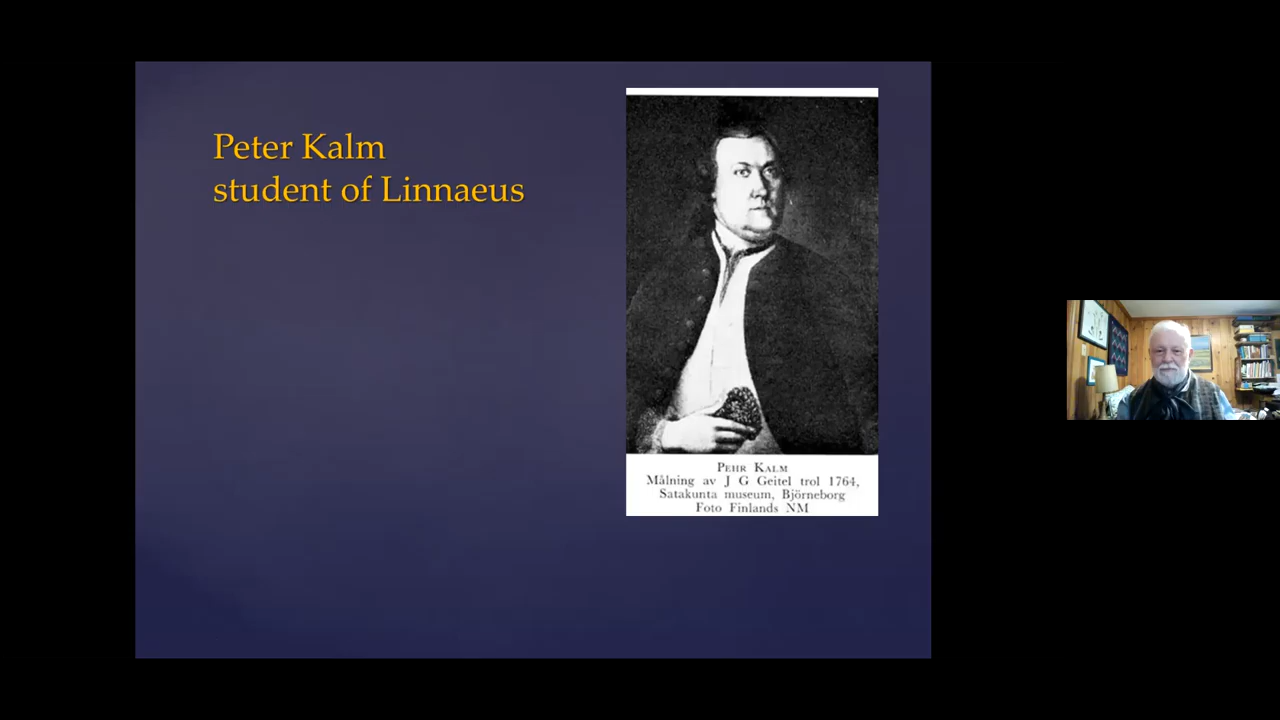 Peter Kalm
student of Linnaeus
PEHR KALM
Målning av J G Geitel trol 1764,
Satakunta museum, Björneborg
Foto Finlands NM